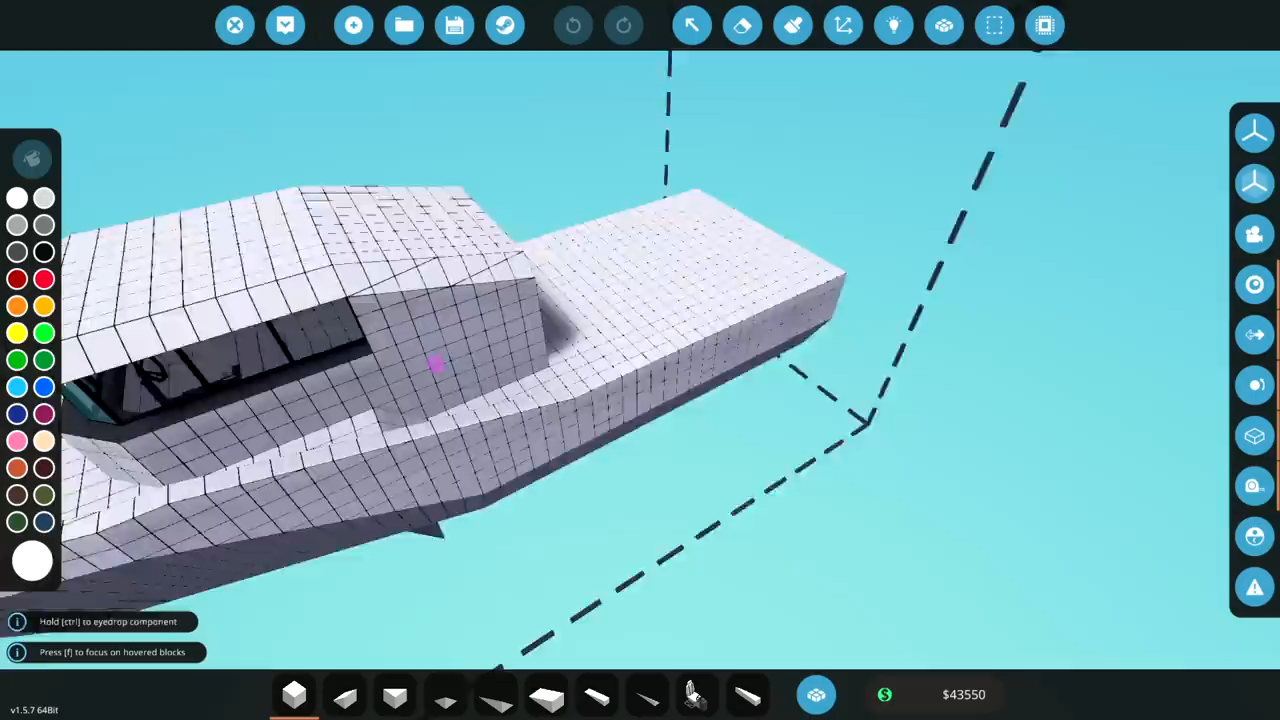 Hold [ctrl] to eyedrop component
Press [f] to focus on hovered blocks
$ $43550
v1.5.7 64Bit